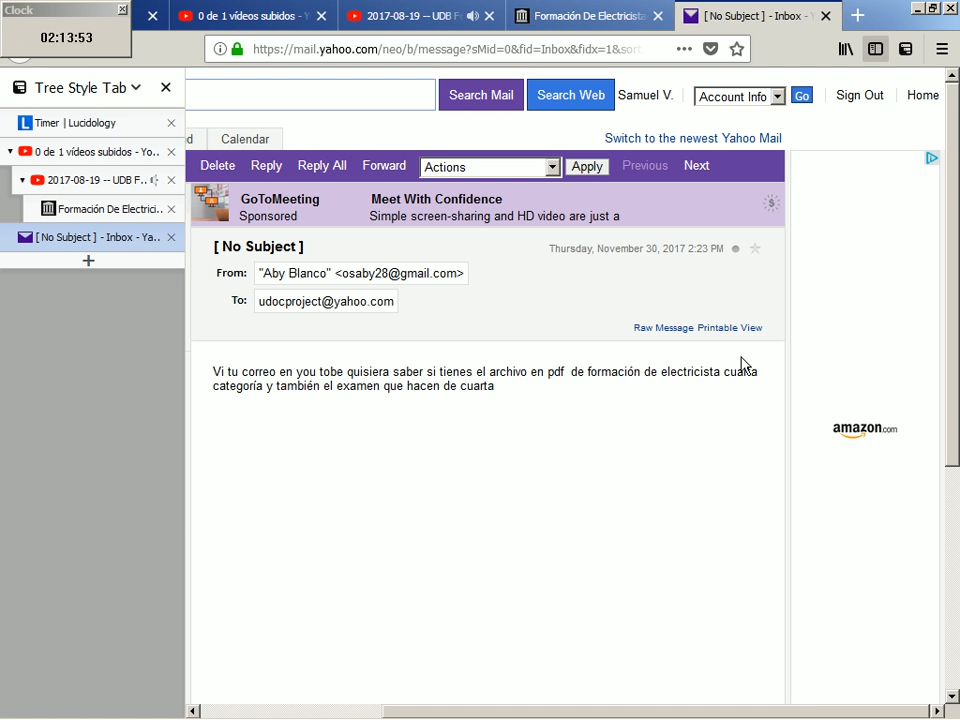 Clock
02:13:53
0 de 1 vídeos subidos -
2017-08-19 -- UDB F
Formación De Electricista
[ No Subject ] - Inbox - Y
https://mail.yahoo.com/neo/b/message?sMid=0&fid=Inbox&fidx=1&sort
Tree Style Tab
Timer | Lucidology
0 de 1 vídeos subidos - Yo...
2017-08-19 -- UDB F...
Formación De Electrici...
[ No Subject ] - Inbox - Ya...
Search Mail
Search Web
Samuel V.
Account Info
Go
Sign Out
Home
d
Calendar
Switch to the newest Yahoo Mail
Delete
Reply
Reply All
Forward
Actions
Apply
Previous
Next
GoToMeeting
Meet With Confidence
Sponsored
Simple screen-sharing and HD video are just a
[ No Subject ]
Thursday, November 30, 2017 2:23 PM
From: "Aby Blanco" <osaby28@gmail.com>
To: udocproject@yahoo.com
Raw Message Printable View
Vi tu correo en you tobe quisiera saber si tienes el archivo en pdf de formación de electricista cuarta
categoría y también el examen que hacen de cuarta
amazon.com